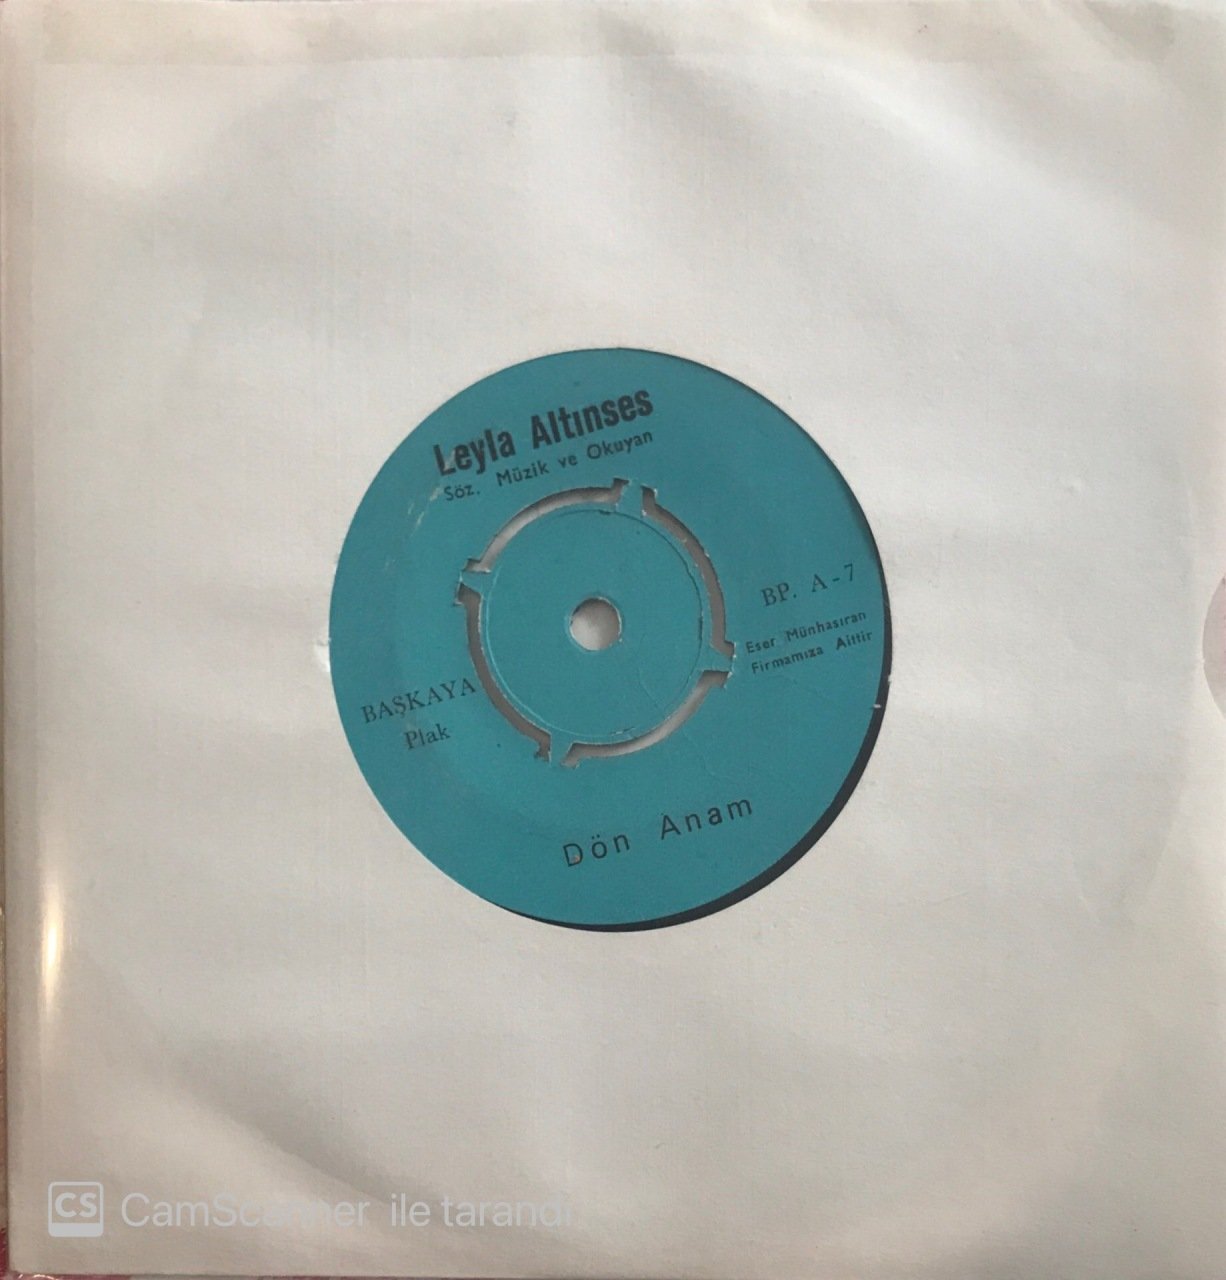 Leyla Altınses
Söz. Müzik ve Okuyan
BP. A-7
Eser Münhasıran
Firmamıza Aittir
BAŞKAYA
Plak
Dön Anam
CS CamScanner ile tarandı